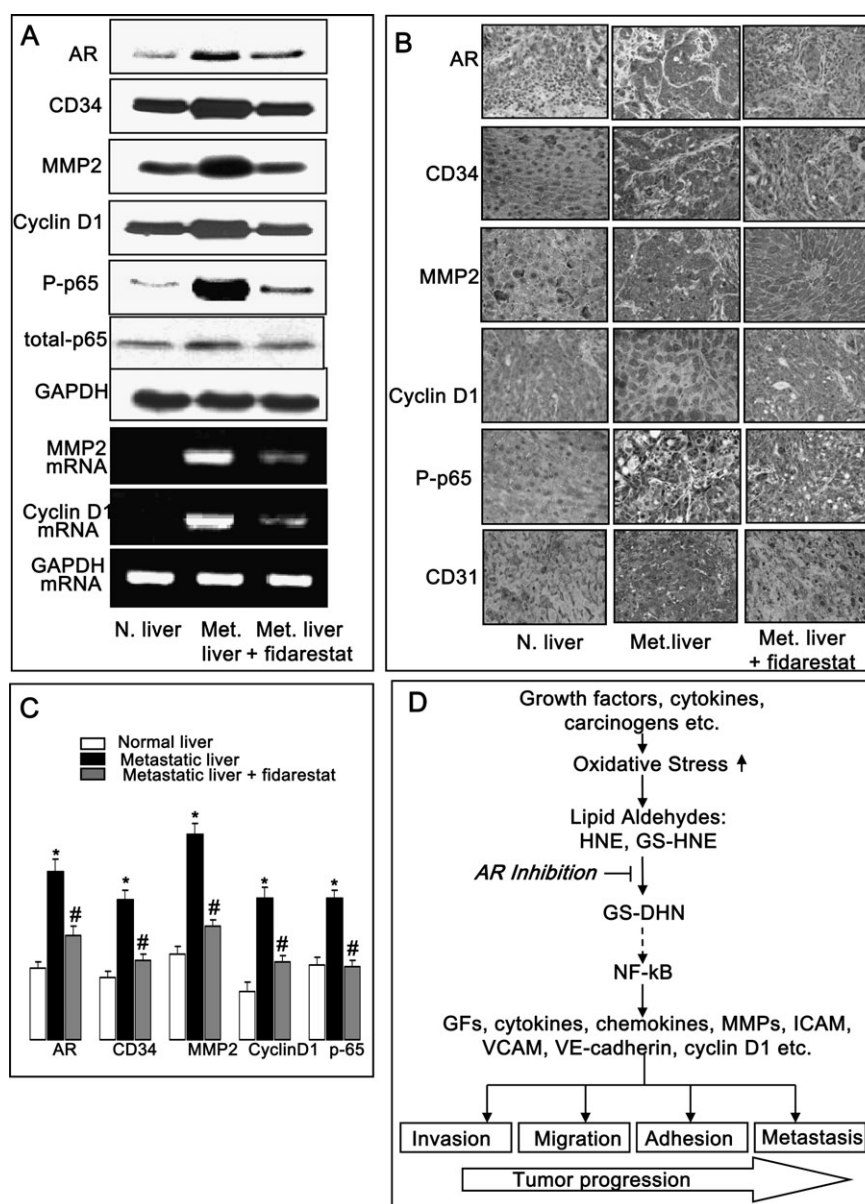 A
AR
CD34
MMP2
Cyclin D1
P-p65
total-p65
GAPDH
MMP2
mRNA
Cyclin D1
mRNA
GAPDH
mRNA
N. liver
Met.
liver
Met. liver
+ fidarestat
B
AR
CD34
MMP2
Cyclin D1
P-p65
CD31
N. liver
Met.liver
Met. liver
+ fidarestat
C
Normal liver
Metastatic liver
Metastatic liver + fidarestat
* # * # * # * # * #
AR CD34 MMP2 CyclinD1 p-65
D
Growth factors, cytokines,
carcinogens etc.
Oxidative Stress
Lipid Aldehydes:
HNE, GS-HNE
AR Inhibition
GS-DHN
NF-kB
GFs, cytokines, chemokines, MMPs, ICAM,
VCAM, VE-cadherin, cyclin D1 etc.
Invasion Migration Adhesion Metastasis
Tumor progression